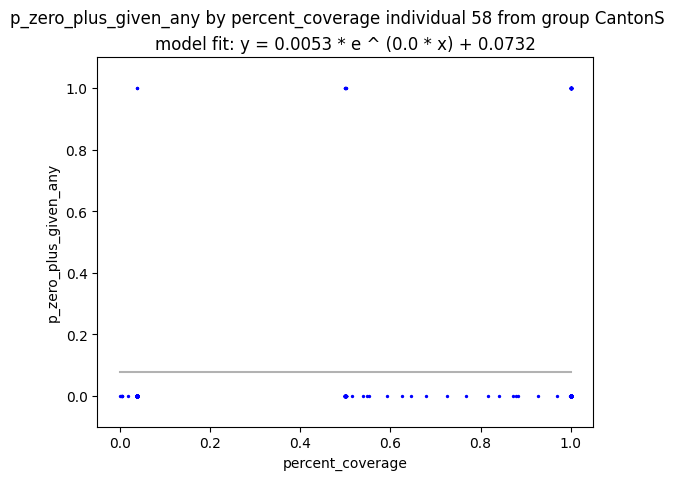 p_zero_plus_given_any by percent_coverage individual 58 from group CantonS
model fit: y = 0.0053 * e ^ (0.0 * x) + 0.0732
1.0
0.8
0.6
0.4
0.2
0.0
p_zero_plus_given_any
0.0 0.2 0.4 0.6 0.8 1.0
percent_coverage